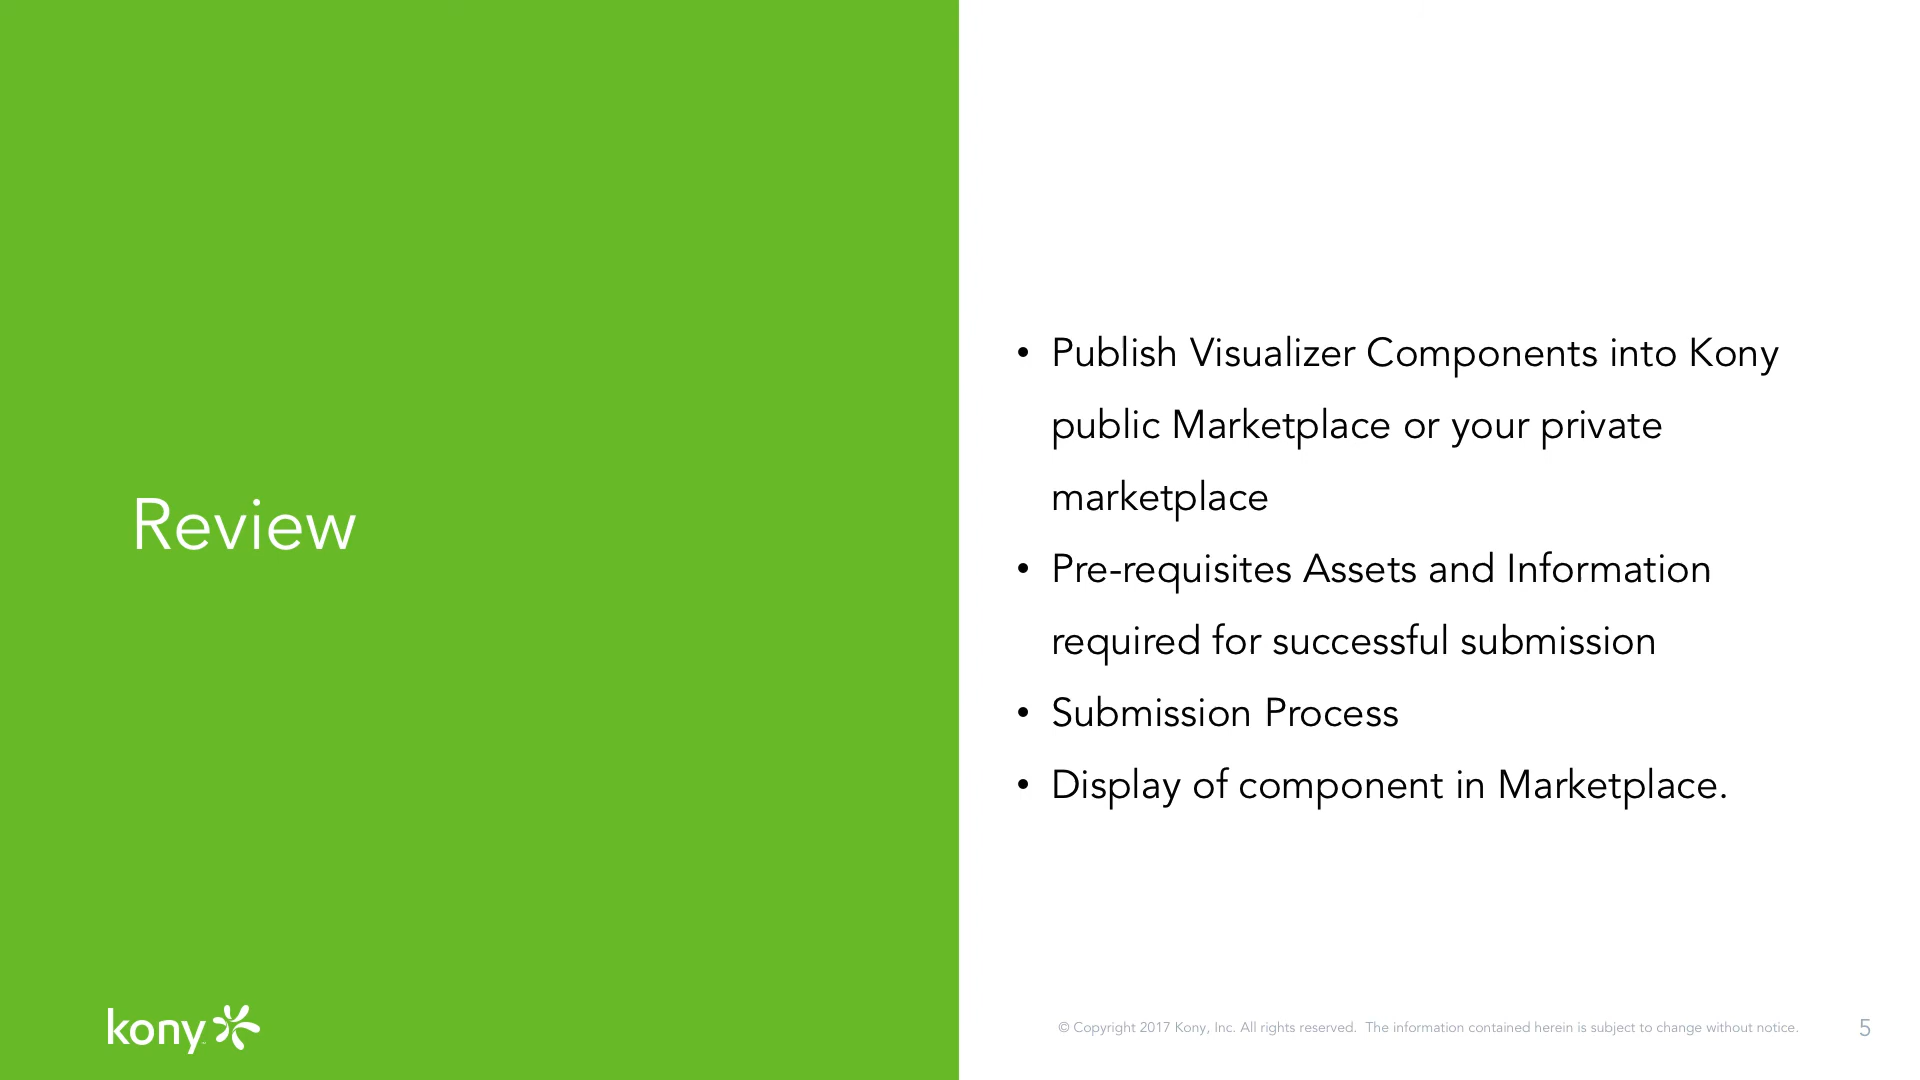 Review
• Publish Visualizer Components into Kony
public Marketplace or your private
marketplace
• Pre-requisites Assets and Information
required for successful submission
• Submission Process
• Display of component in Marketplace.
kony
© Copyright 2017 Kony, Inc. All rights reserved. The information contained herein is subject to change without notice.
5